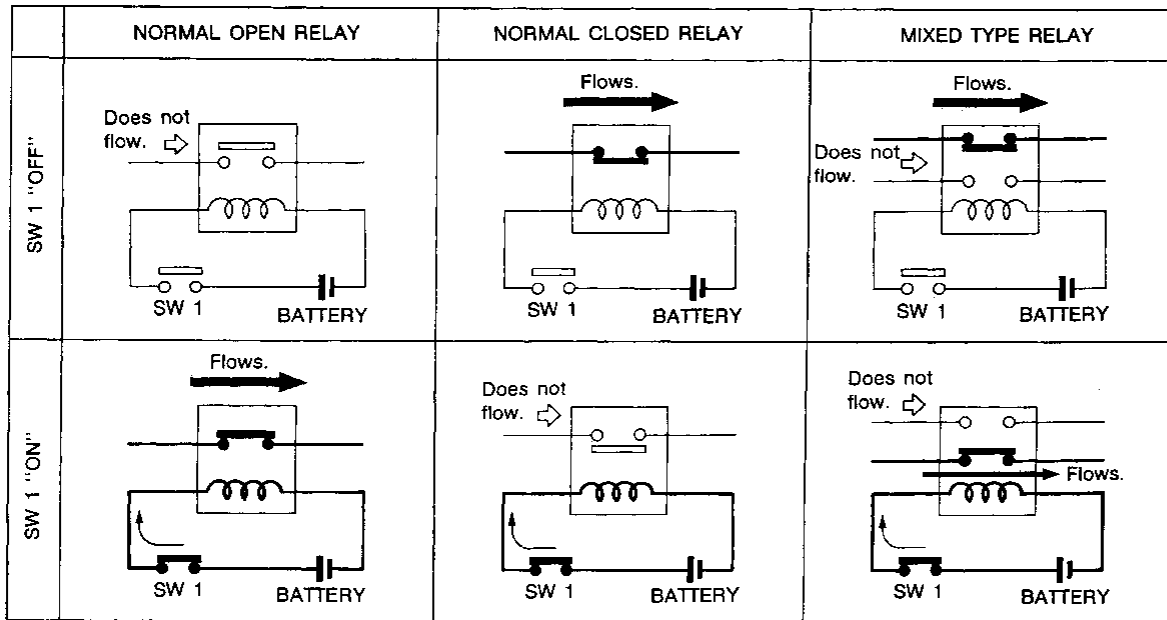 NORMAL OPEN RELAY
NORMAL CLOSED RELAY
MIXED TYPE RELAY
SW 1 "OFF"
Does not
flow.
SW 1
BATTERY
Flows.
SW 1
BATTERY
Flows.
Does not
flow.
SW 1
BATTERY
SW 1 "ON"
Flows.
SW 1
BATTERY
Does not
flow.
SW 1
BATTERY
Does not
flow.
Flows.
SW 1
BATTERY